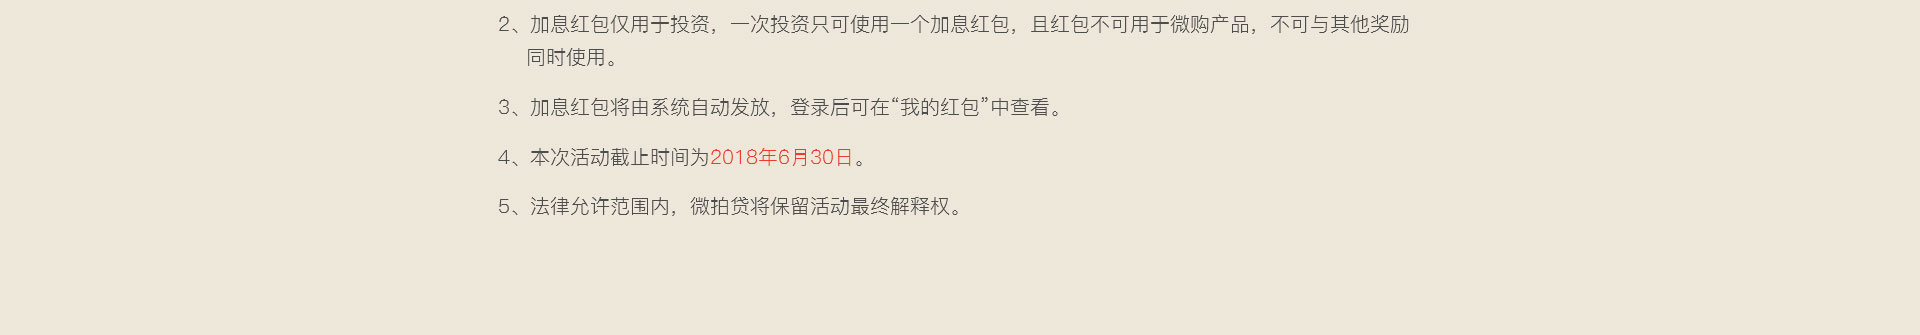 2、加息红包仅用于投资，一次投资只可使用一个加息红包，且红包不可用于微购产品，不可与其他奖励
同时使用。
3、加息红包将由系统自动发放，登录后可在“我的红包”中查看。
4、本次活动截止时间为2018年6月30日。
5、法律允许范围内，微拍贷将保留活动最终解释权。